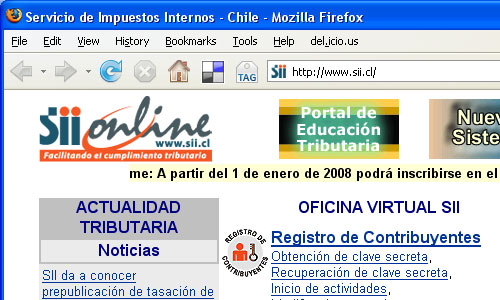 Servicio de Impuestos Internos - Chile - Mozilla Firefox
File Edit View History Bookmarks Tools Help del.icio.us
TAG
Sii http://www.sii.cl/
Sii online
www.sii.cl
Facilitando el cumplimiento tributario
Portal de
Educación
Tributaria
Nuev
Siste
me: A partir del 1 de enero de 2008 podrá inscribirse en el
ACTUALIDAD
TRIBUTARIA
Noticias
SII da a conocer
prepublicación de tasación de
OFICINA VIRTUAL SII
REGISTRO DE
CONTRIBUYENTES
Registro de Contribuyentes
Obtención de clave secreta,
Recuperación de clave secreta,
Inicio de actividades,